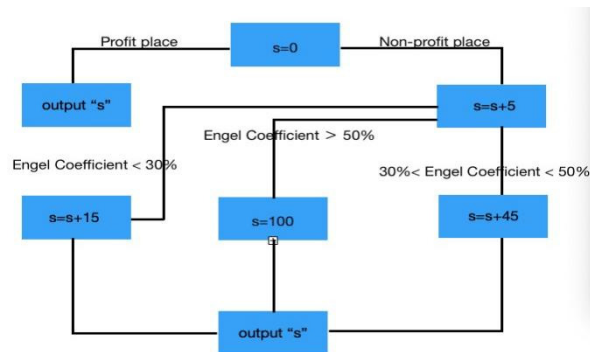 Profit place
s=0
Non-profit place
output “s”
s=s+5
Engel Coefficient > 50%
Engel Coefficient < 30%
30%< Engel Coefficient < 50%
s=s+15
s=100
s=s+45
output “s”